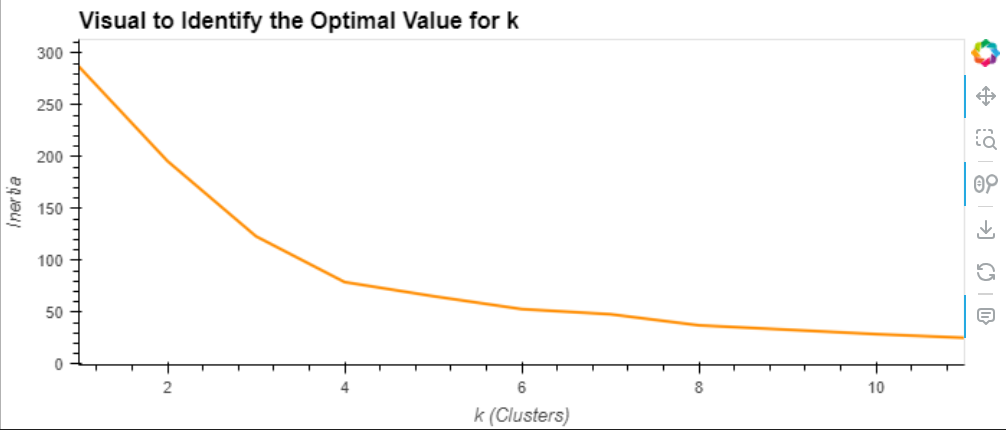 Visual to Identify the Optimal Value for k
300
250
200
150
100
50
0
Inertia
2 4 6 8 10
k (Clusters)